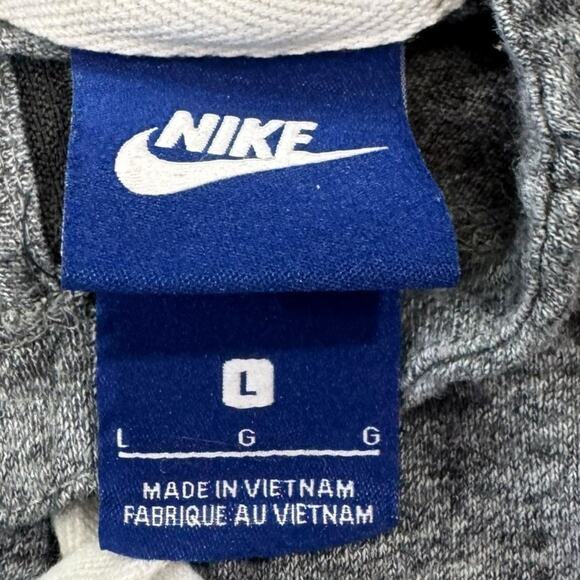 NIKE
L
L G G
MADE IN VIETNAM
FABRIQUE AU VIETNAM